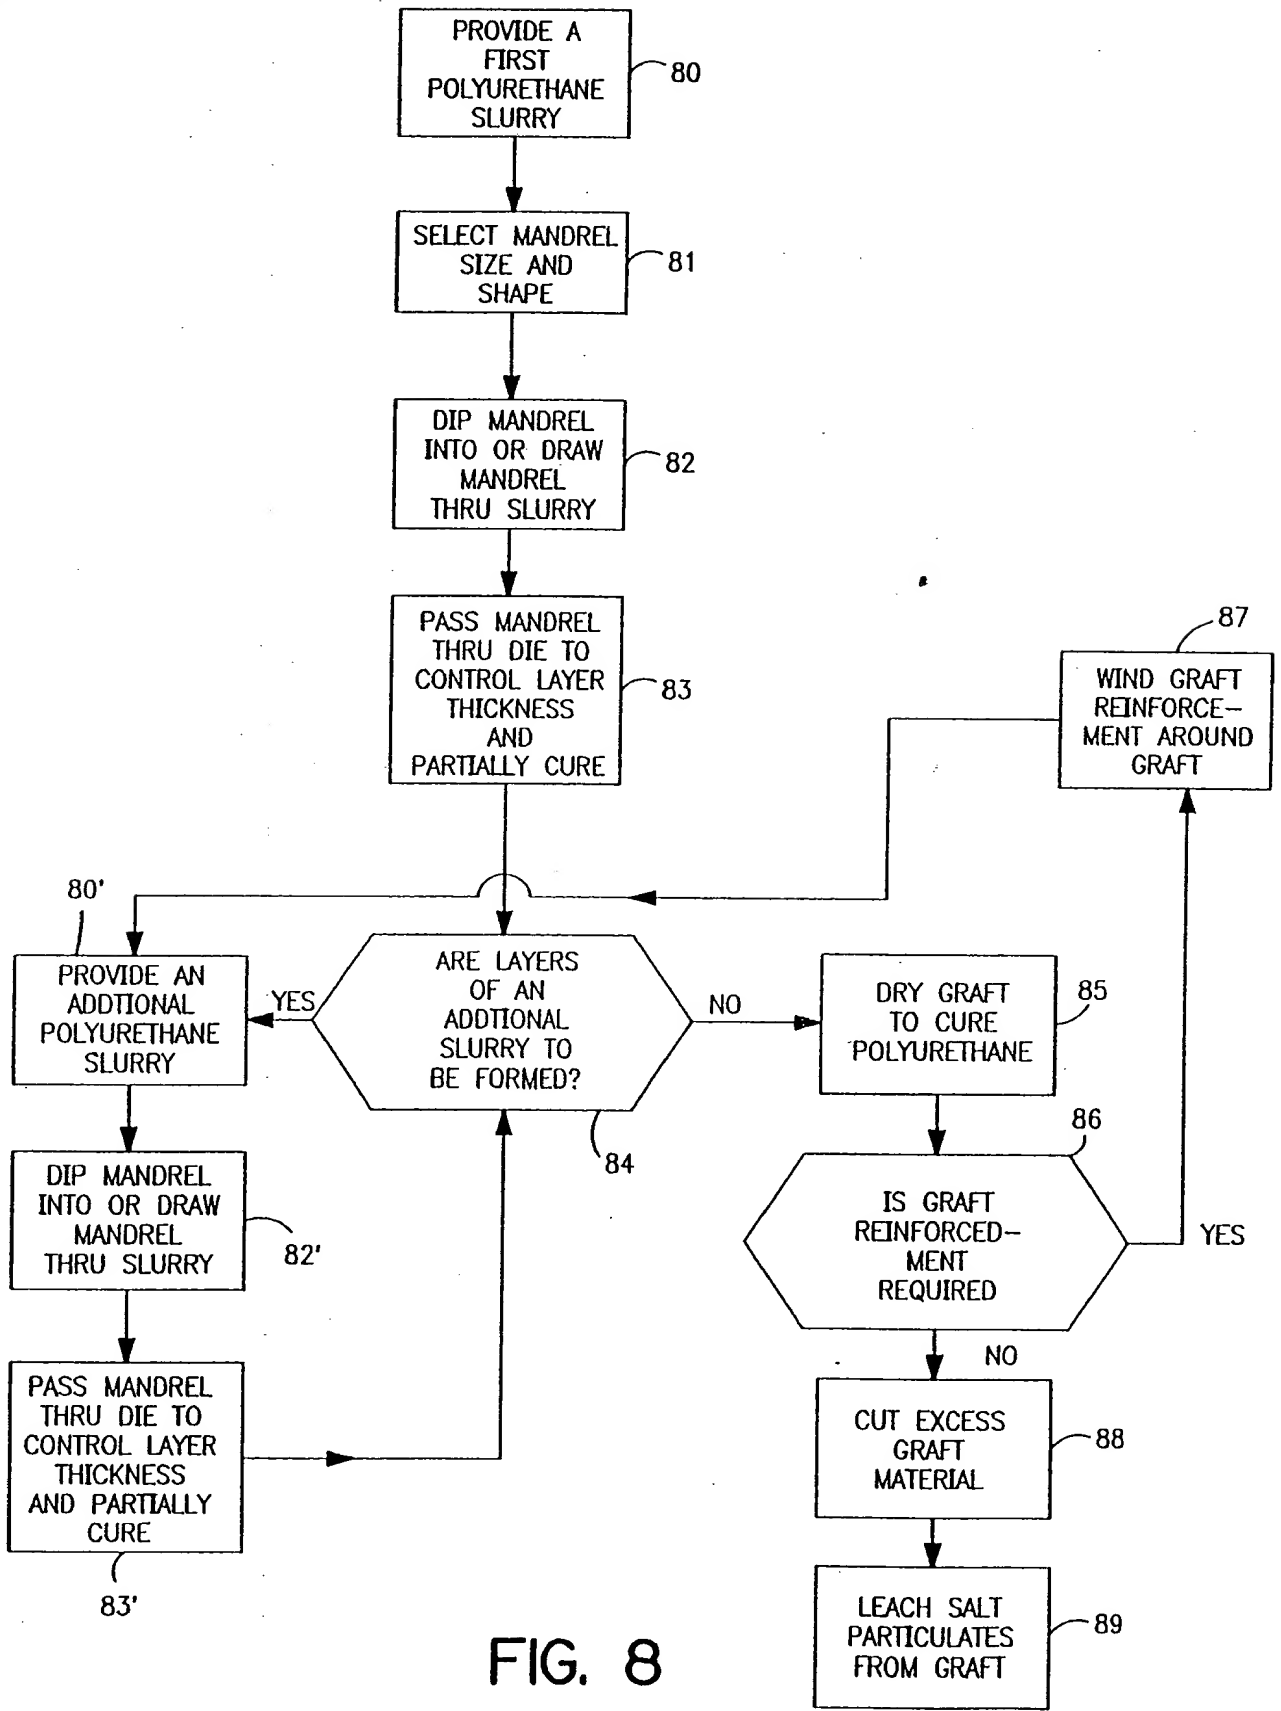 PROVIDE A
FIRST
POLYURETHANE
SLURRY
80
SELECT MANDREL
SIZE AND
SHAPE
81
DIP MANDREL
INTO OR DRAW
MANDREL
THRU SLURRY
82
PASS MANDREL
THRU DIE TO
CONTROL LAYER
THICKNESS
AND
PARTIALLY CURE
83
87
WIND GRAFT
REINFORCE-
MENT AROUND
GRAFT
80'
PROVIDE AN
ADDTIONAL
POLYURETHANE
SLURRY
YES
ARE LAYERS
OF AN
ADDTIONAL
SLURRY TO
BE FORMED?
84
NO
DRY GRAFT
TO CURE
POLYURETHANE
85
DIP MANDREL
INTO OR DRAW
MANDREL
THRU SLURRY
82'
86
IS GRAFT
REINFORCED-
MENT
REQUIRED
YES
NO
PASS MANDREL
THRU DIE TO
CONTROL LAYER
THICKNESS
AND PARTIALLY
CURE
83'
CUT EXCESS
GRAFT
MATERIAL
88
LEACH SALT
PARTICULATES
FROM GRAFT
89
FIG. 8